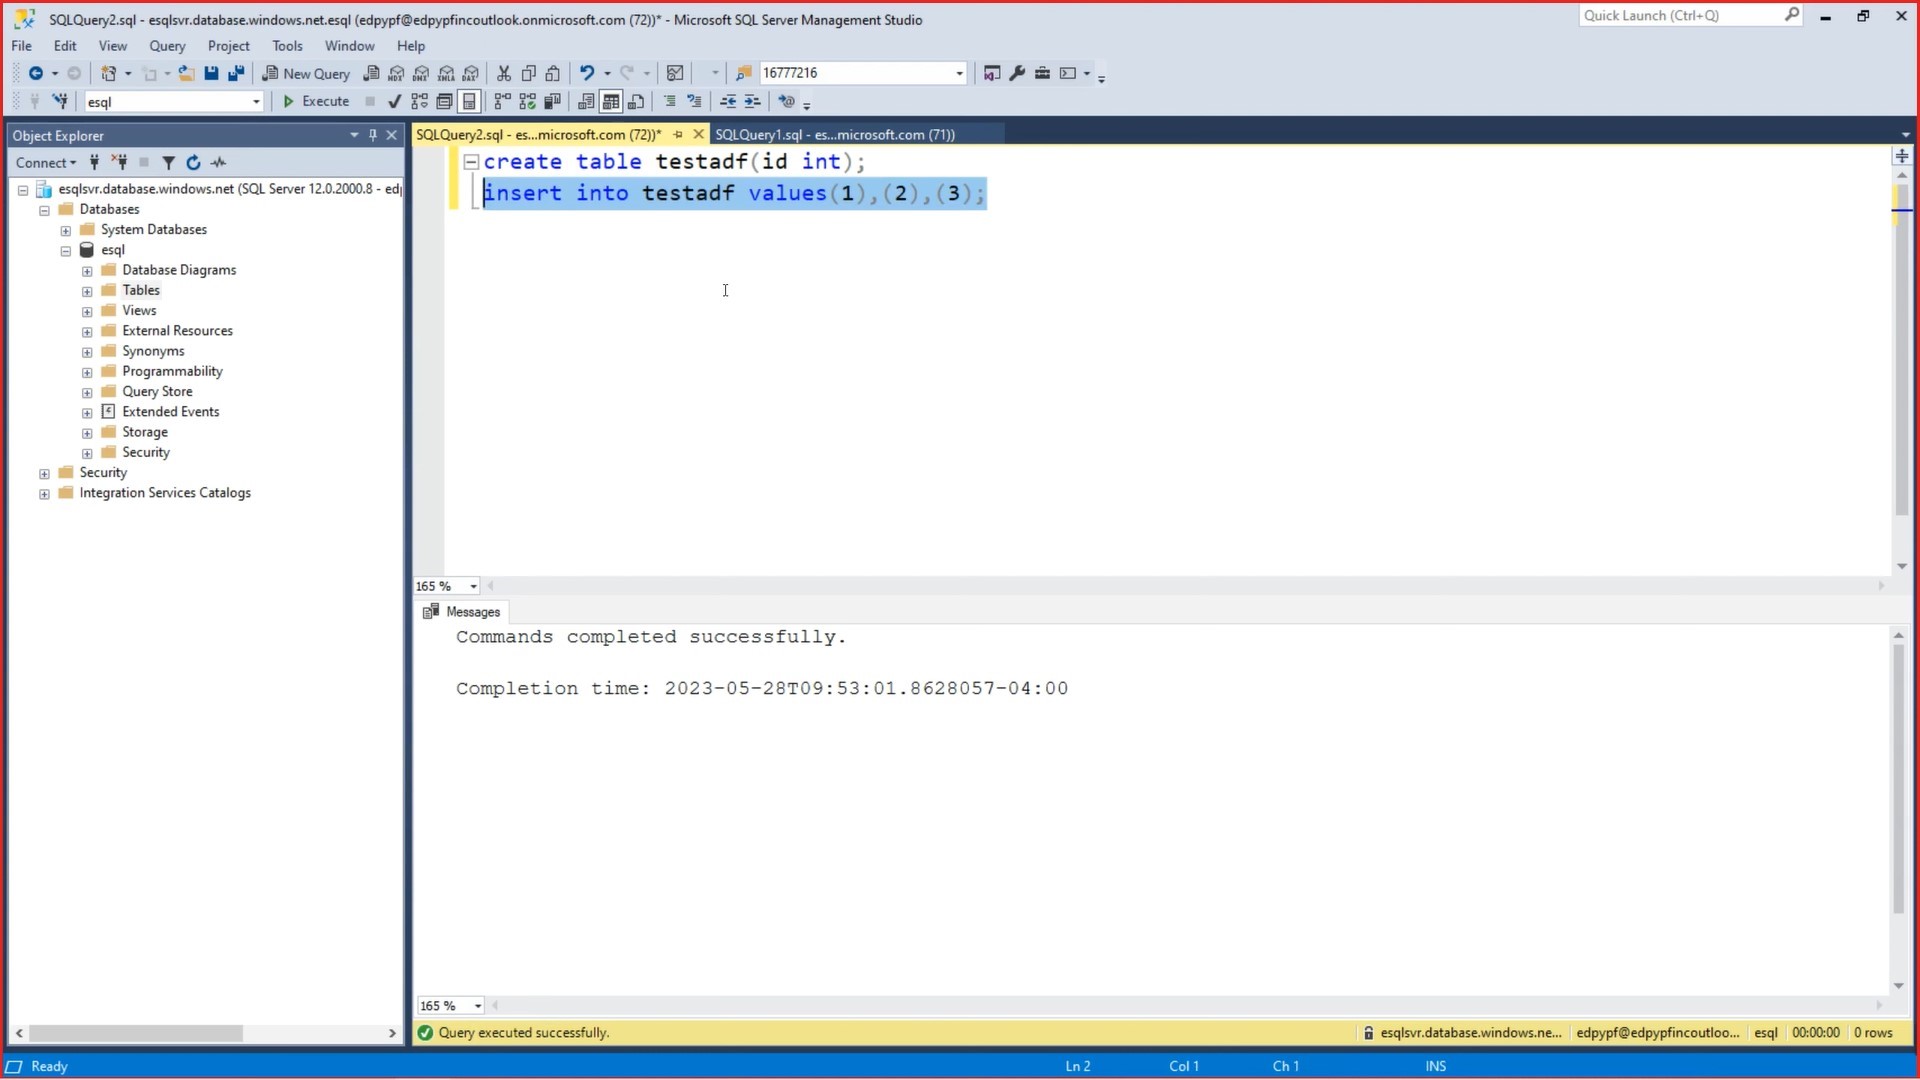 SQLQuery2.sql - esqlsvr.database.windows.net.esql (edpypf@edpypfincoutlook.onmicrosoft.com (72))* - Microsoft SQL Server Management Studio
Quick Launch (Ctrl+Q)
File Edit View Query Project Tools Window Help
New Query MDX DMX XMLA DAX 16777216
esql Execute
Object Explorer
SQLQuery2.sql - es...microsoft.com (72))* SQLQuery1.sql - es...microsoft.com (71))
Connect
create table testadf(id int);
insert into testadf values(1),(2),(3);
esqlsvr.database.windows.net (SQL Server 12.0.2000.8 - edp
Databases
System Databases
esql
Database Diagrams
Tables
Views
External Resources
Synonyms
Programmability
Query Store
Extended Events
Storage
Security
Security
Integration Services Catalogs
165 %
Messages
Commands completed successfully.
Completion time: 2023-05-28T09:53:01.8628057-04:00
165 %
Query executed successfully. esqlsvr.database.windows.ne... edpypf@edpypfincoutloo... esql 00:00:00 0 rows
Ready Ln 2 Col 1 Ch 1 INS